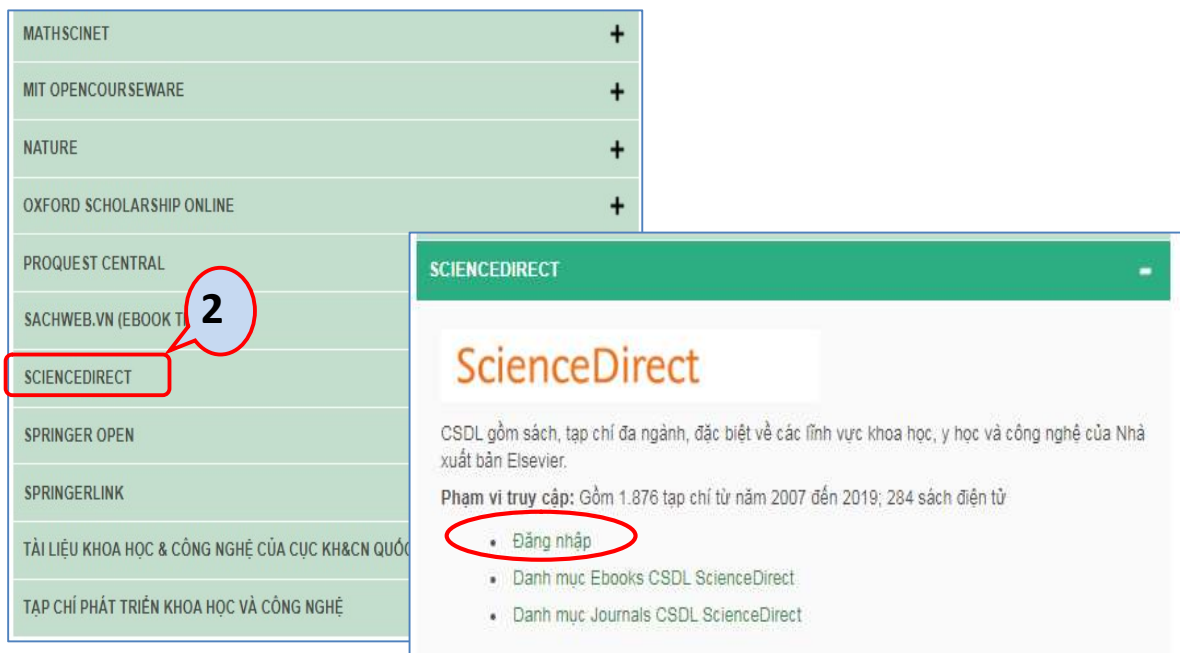 MATHSCINET
+
MIT OPENCOURSEWARE
+
NATURE
+
OXFORD SCHOLARSHIP ONLINE
+
PROQUEST CENTRAL
SACHWEB.VN (EBOOK
2
SCIENCEDIRECT
SPRINGER OPEN
SPRINGERLINK
TÀI LIỆU KHOA HỌC & CÔNG NGHỆ CỦA CỤC KH&CN QUỐC
TẠP CHÍ PHÁT TRIỂN KHOA HỌC VÀ CÔNG NGHỆ
SCIENCEDIRECT
-
ScienceDirect
CSDL gồm sách, tạp chí đa ngành, đặc biệt về các lĩnh vực khoa học, y học và công nghệ của Nhà
xuất bản Elsevier.
Phạm vi truy cập: Gồm 1.876 tạp chí từ năm 2007 đến 2019; 284 sách điện tử
• Đăng nhập
• Danh mục Ebooks CSDL ScienceDirect
• Danh mục Journals CSDL ScienceDirect